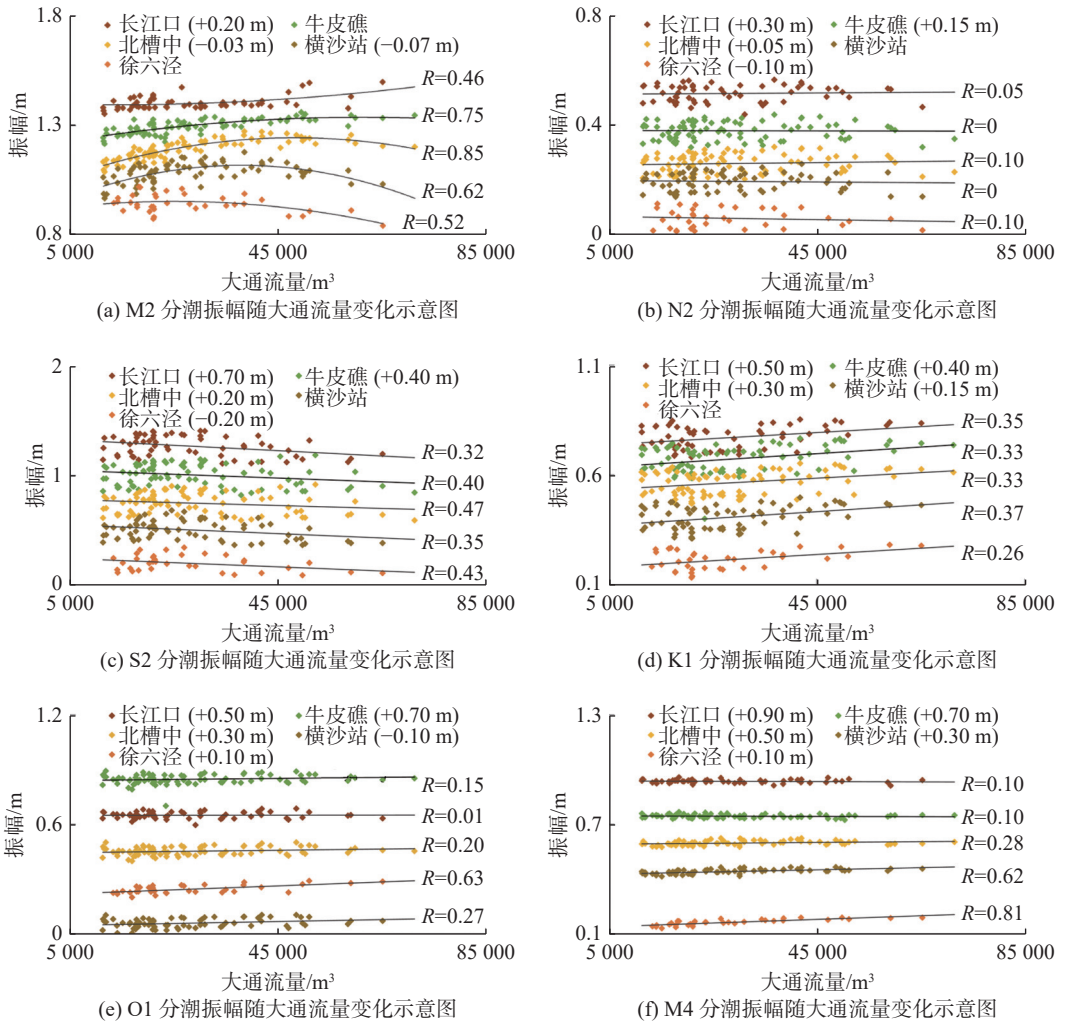 1.8
1.3
0.8
振幅/m
长江口 (+0.20 m) 牛皮礁
北槽中 (−0.03 m) 横沙站 (−0.07 m)
徐六泾
R=0.46
R=0.75
R=0.85
R=0.62
R=0.52
5 000 45 000 85 000
大通流量/m³
(a) M2 分潮振幅随大通流量变化示意图
0.8
0.4
0
振幅/m
长江口 (+0.30 m) 牛皮礁 (+0.15 m)
北槽中 (+0.05 m) 横沙站
徐六泾 (−0.10 m)
R=0.05
R=0
R=0.10
R=0
R=0.10
5 000 45 000 85 000
大通流量/m³
(b) N2 分潮振幅随大通流量变化示意图
2
1
0
振幅/m
长江口 (+0.70 m) 牛皮礁 (+0.40 m)
北槽中 (+0.20 m) 横沙站
徐六泾 (−0.20 m)
R=0.32
R=0.40
R=0.47
R=0.35
R=0.43
5 000 45 000 85 000
大通流量/m³
(c) S2 分潮振幅随大通流量变化示意图
1.1
0.6
0.1
振幅/m
长江口 (+0.50 m) 牛皮礁 (+0.40 m)
北槽中 (+0.30 m) 横沙站 (+0.15 m)
徐六泾
R=0.35
R=0.33
R=0.33
R=0.37
R=0.26
5 000 45 000 85 000
大通流量/m³
(d) K1 分潮振幅随大通流量变化示意图
1.2
0.6
0
振幅/m
长江口 (+0.50 m) 牛皮礁 (+0.70 m)
北槽中 (+0.30 m) 横沙站 (−0.10 m)
徐六泾 (+0.10 m)
R=0.15
R=0.01
R=0.20
R=0.63
R=0.27
5 000 45 000 85 000
大通流量/m³
(e) O1 分潮振幅随大通流量变化示意图
1.3
0.7
0.1
振幅/m
长江口 (+0.90 m) 牛皮礁 (+0.70 m)
北槽中 (+0.50 m) 横沙站 (+0.30 m)
徐六泾 (+0.10 m)
R=0.10
R=0.10
R=0.28
R=0.62
R=0.81
5 000 45 000 85 000
大通流量/m³
(f) M4 分潮振幅随大通流量变化示意图